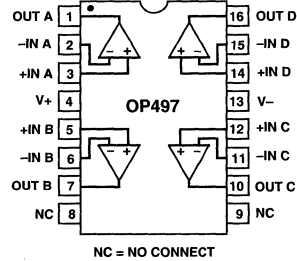 OUT A 1 16 OUT D
–IN A 2 – + + – 15 –IN D
+IN A 3 14 +IN D
V+ 4 OP497 13 V–
+IN B 5 12 +IN C
–IN B 6 – + + – 11 –IN C
OUT B 7 10 OUT C
NC 8 9 NC
NC = NO CONNECT